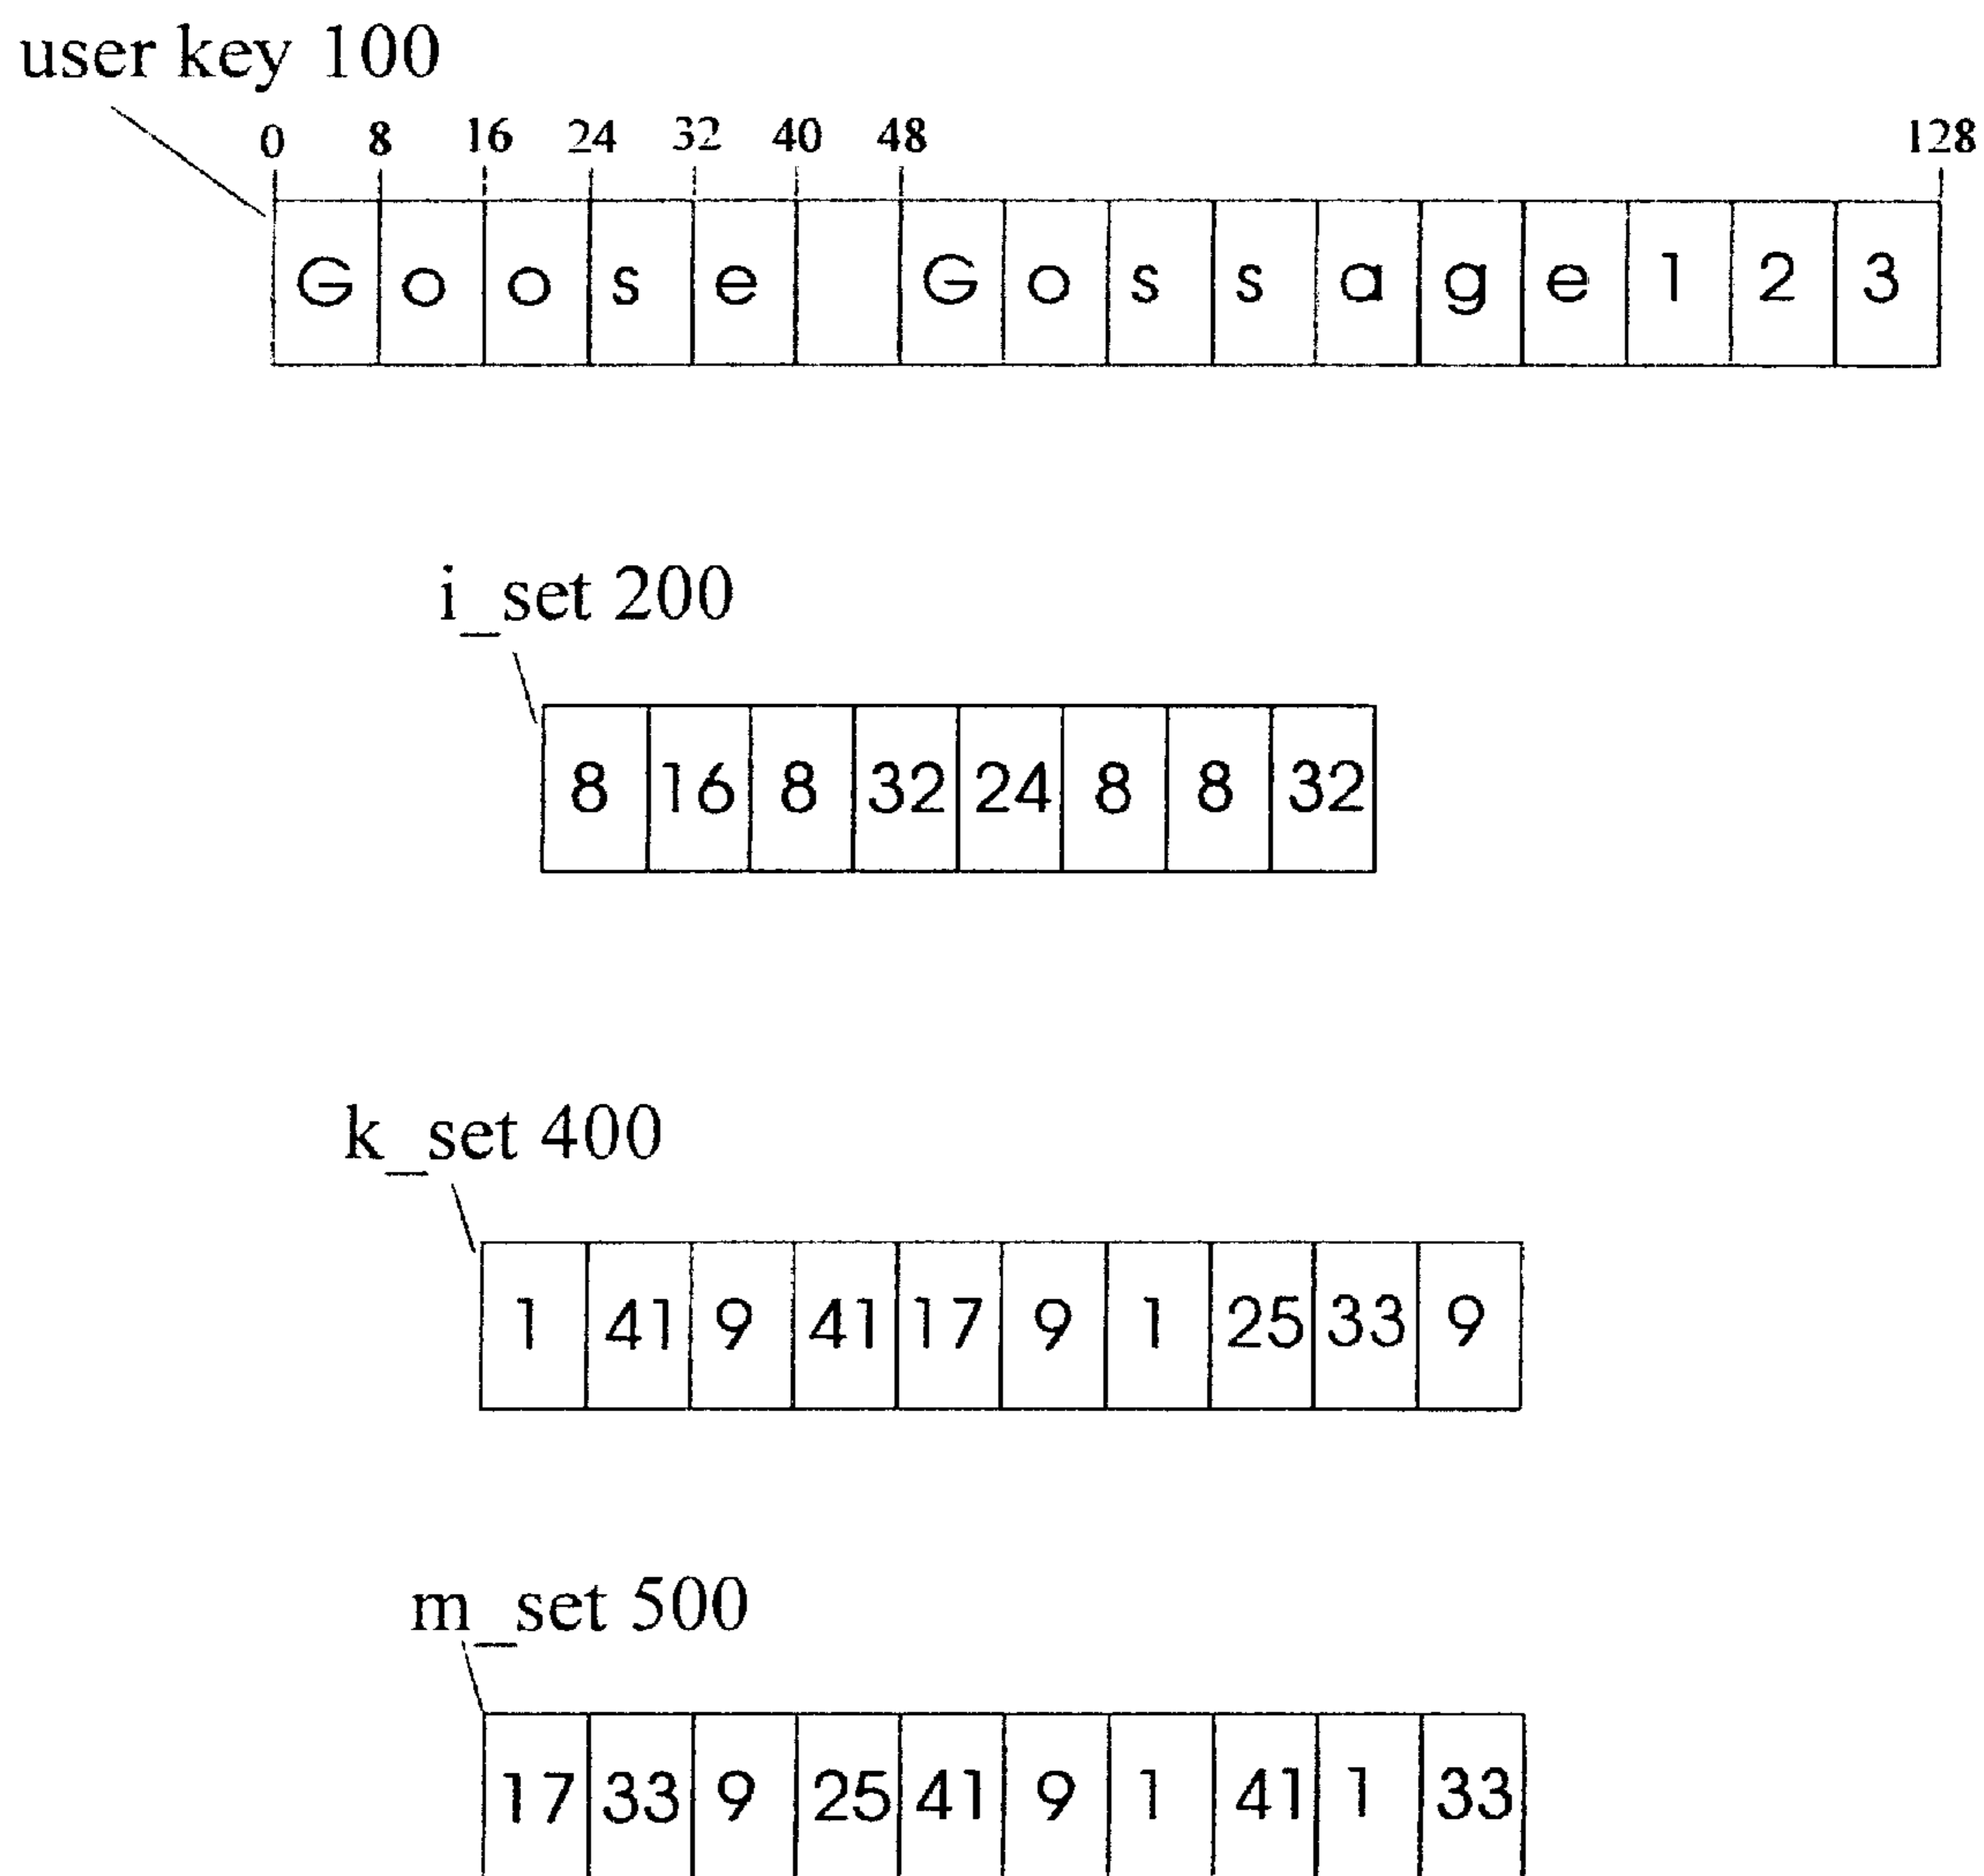 user key 100
0 8 16 24 32 40 48 128
G o o s e G o s s a g e 1 2 3
i_set 200
8 16 8 32 24 8 8 32
k_set 400
1 41 9 41 17 9 1 25 33 9
m_set 500
17 33 9 25 41 9 1 41 1 33